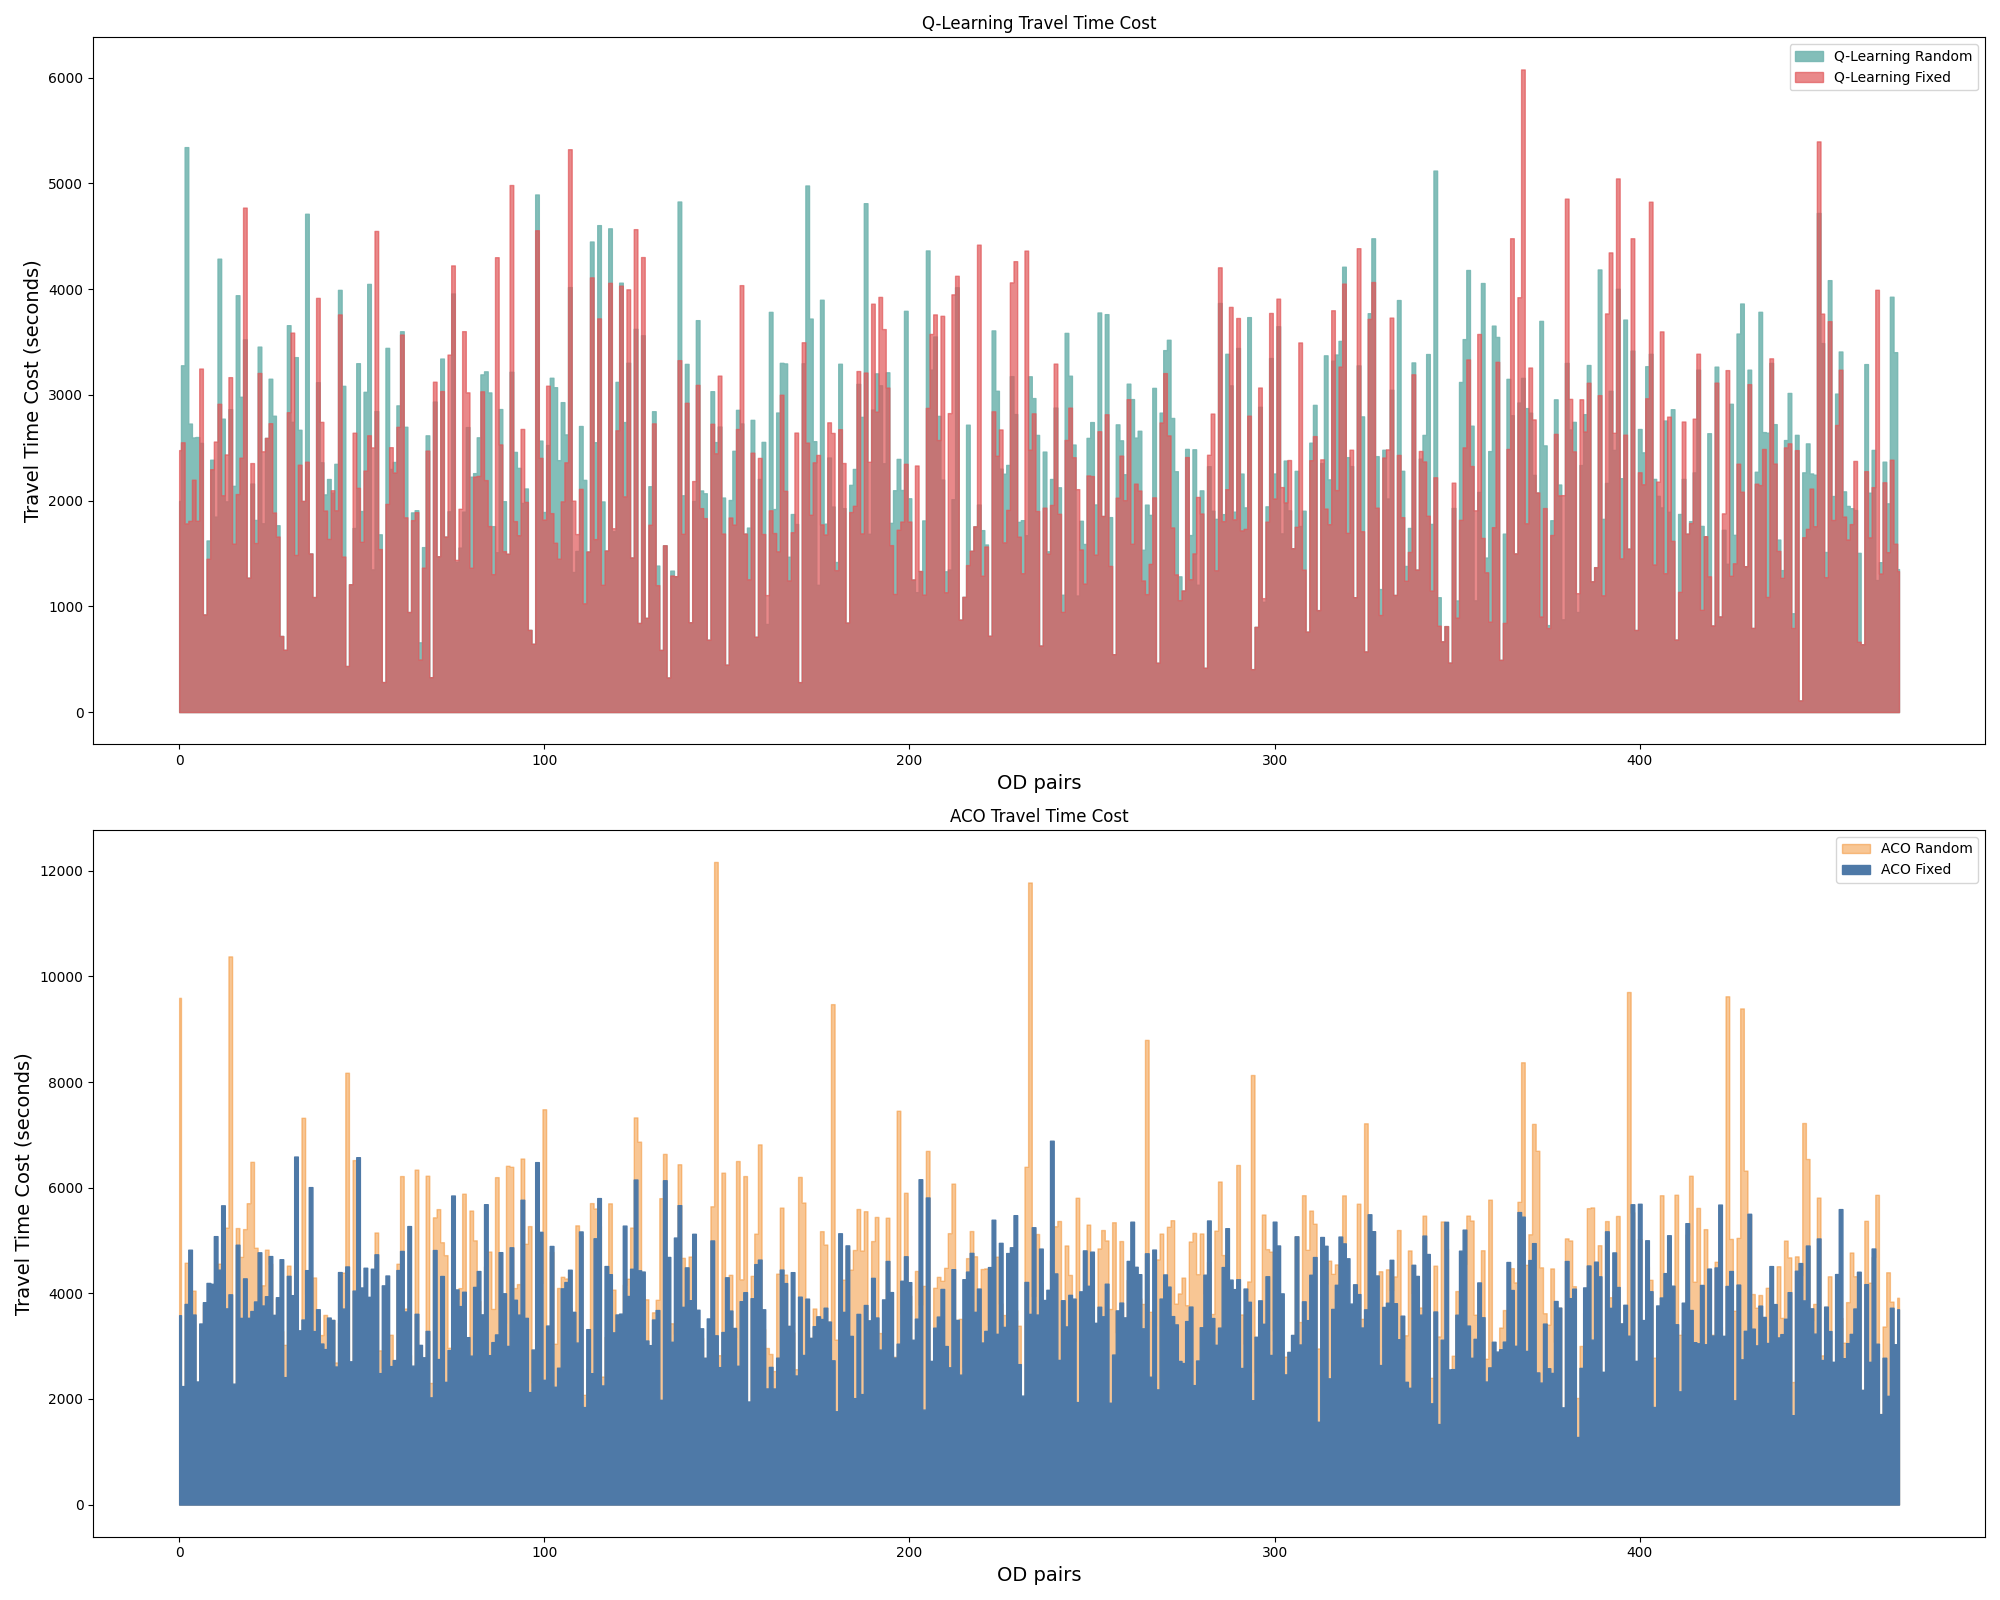 Q-Learning Travel Time Cost
Q-Learning Random
Q-Learning Fixed
Travel Time Cost (seconds)
6000
5000
4000
3000
2000
1000
0
0 100 200 300 400
OD pairs
ACO Travel Time Cost
ACO Random
ACO Fixed
Travel Time Cost (seconds)
12000
10000
8000
6000
4000
2000
0
0 100 200 300 400
OD pairs